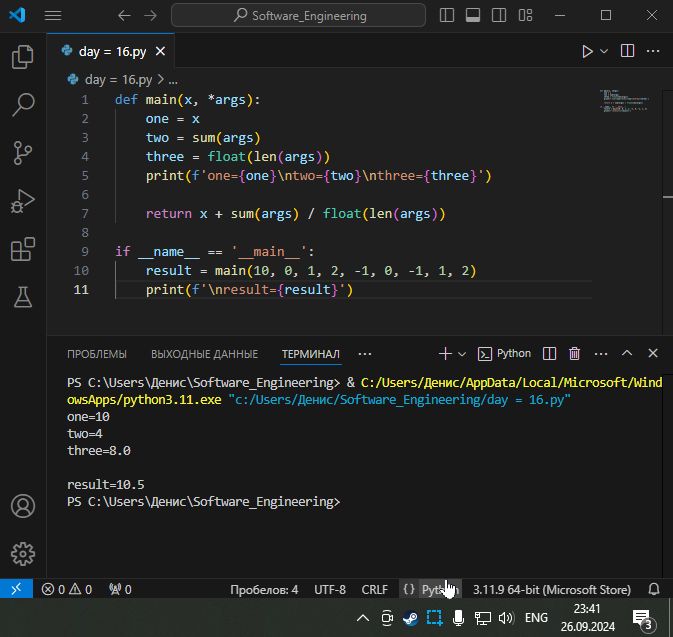 Software_Engineering
day = 16.py
day = 16.py > ...
1 def main(x, *args):
2     one = x
3     two = sum(args)
4     three = float(len(args))
5     print(f'one={one}\ntwo={two}\nthree={three}')
6
7     return x + sum(args) / float(len(args))
8
9 if __name__ == '__main__':
10     result = main(10, 0, 1, 2, -1, 0, -1, 1, 2)
11     print(f'\nresult={result}')
ПРОБЛЕМЫ ВЫХОДНЫЕ ДАННЫЕ ТЕРМИНАЛ ... Python
PS C:\Users\Денис\Software_Engineering> & C:/Users/Денис/AppData/Local/Microsoft/Wind
owsApps/python3.11.exe "c:/Users/Денис/Software_Engineering/day = 16.py"
one=10
two=4
three=8.0
result=10.5
PS C:\Users\Денис\Software_Engineering>
0 0 0 Пробелов: 4 UTF-8 CRLF {} Python 3.11.9 64-bit (Microsoft Store)
ENG 23:41
26.09.2024 3